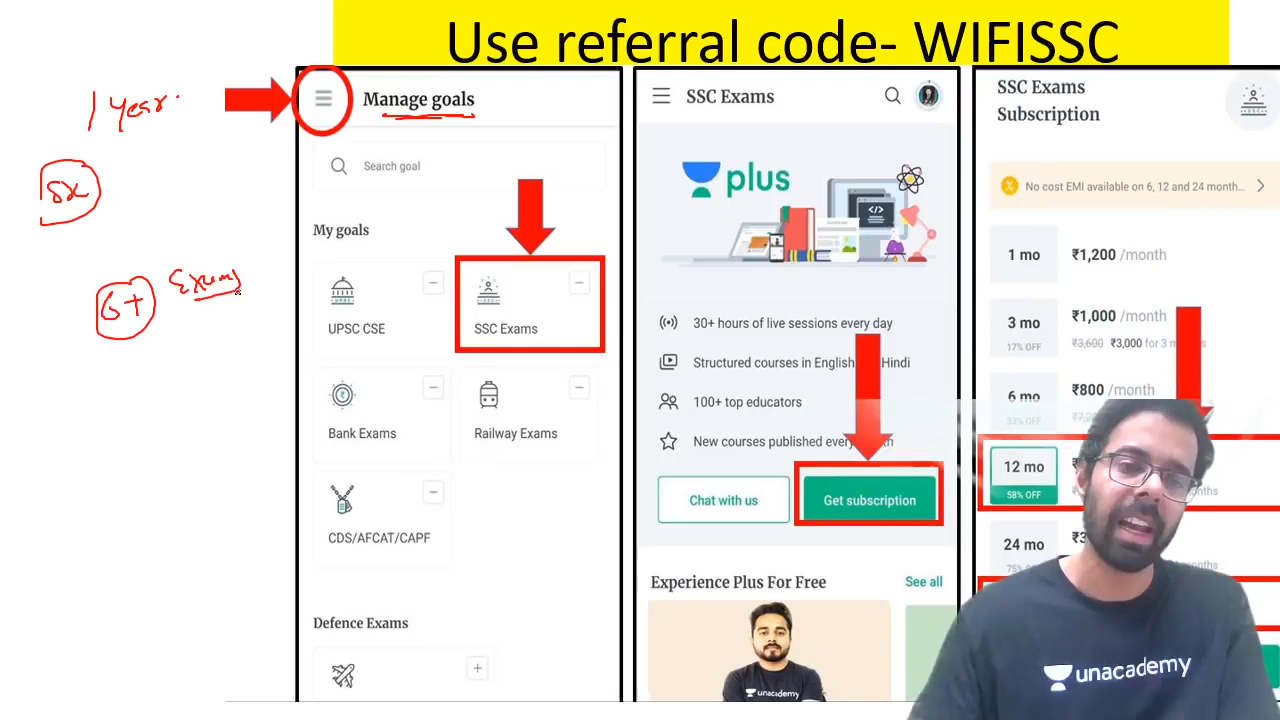 Use referral code- WIFISSC
1 year
SSC
6+ Exams
Manage goals
Search goal
My goals
UPSC CSE
SSC Exams
Bank Exams
Railway Exams
CDS/AFCAT/CAPF
Defence Exams
SSC Exams
plus
30+ hours of live sessions every day
Structured courses in English Hindi
100+ top educators
New courses published every
Chat with us
Get subscription
Experience Plus For Free
See all
unacademy
SSC Exams
Subscription
No cost EMI available on 6, 12 and 24 month...
1 mo
₹1,200 /month
3 mo
₹1,000 /month
17% OFF
₹3,600 ₹3,000 for 3
6 mo
₹800 /month
33% OFF
12 mo
58% OFF
24 mo
75% OFF
unacademy